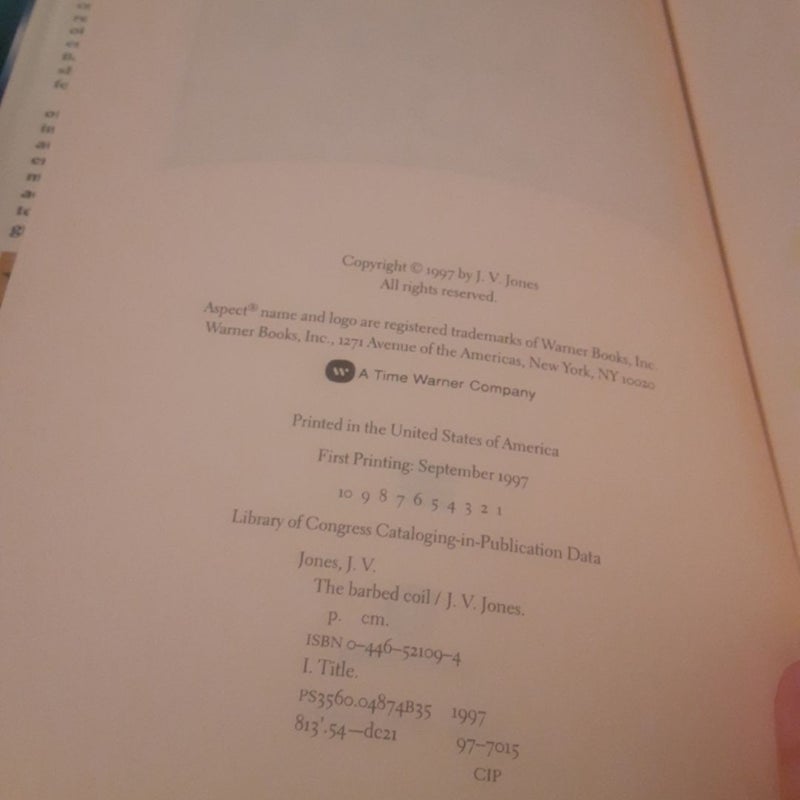 Copyright © 1997 by J. V. Jones
All rights reserved.
Aspect® name and logo are registered trademarks of Warner Books, Inc.
Warner Books, Inc., 1271 Avenue of the Americas, New York, NY 10020
A Time Warner Company
Printed in the United States of America
First Printing: September 1997
10 9 8 7 6 5 4 3 2 1
Library of Congress Cataloging-in-Publication Data
Jones, J. V.
The barbed coil / J. V. Jones.
p. cm.
ISBN 0-446-52109-4
I. Title.
PS3560.04874B35 1997
813'.54—dc21 97-7015
CIP